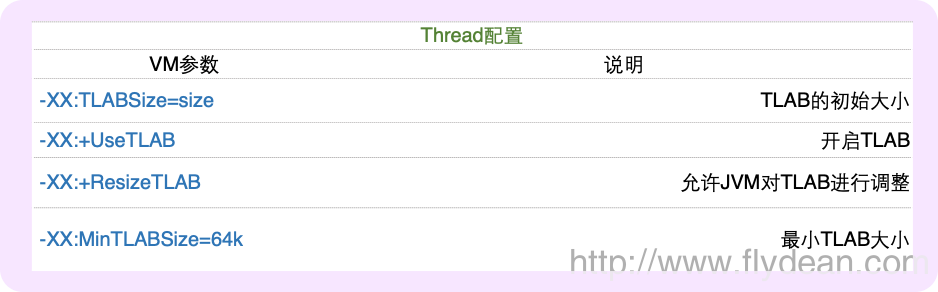 Thread配置
VM参数 说明
-XX:TLABSize=size TLAB的初始大小
-XX:+UseTLAB 开启TLAB
-XX:+ResizeTLAB 允许JVM对TLAB进行调整
-XX:MinTLABSize=64k 最小TLAB大小
http://www.flydean.com